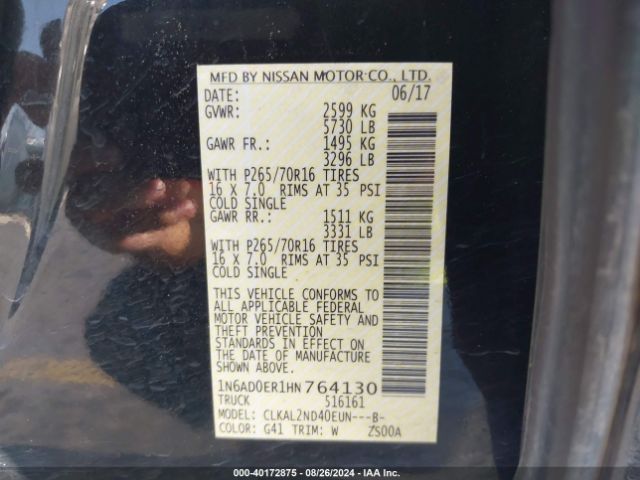 MFD BY NISSAN MOTOR CO., LTD.
DATE: 06/17
GVWR: 2599 KG
5730 LB
GAWR FR.: 1495 KG
3296 LB
WITH P265/70R16 TIRES
16 X 7.0 RIMS AT 35 PSI
COLD SINGLE
GAWR RR.: 1511 KG
3331 LB
WITH P265/70R16 TIRES
16 X 7.0 RIMS AT 35 PSI
COLD SINGLE
THIS VEHICLE CONFORMS TO
ALL APPLICABLE FEDERAL
MOTOR VEHICLE SAFETY AND
THEFT PREVENTION
STANDARDS IN EFFECT ON
THE DATE OF MANUFACTURE
SHOWN ABOVE.
1N6AD0ER1HN764130
TRUCK 516161
MODEL: CLKAL2ND40EUN---B-
COLOR: G41 TRIM: W ZS00A
000-40172875 - 08/26/2024 - IAA Inc.